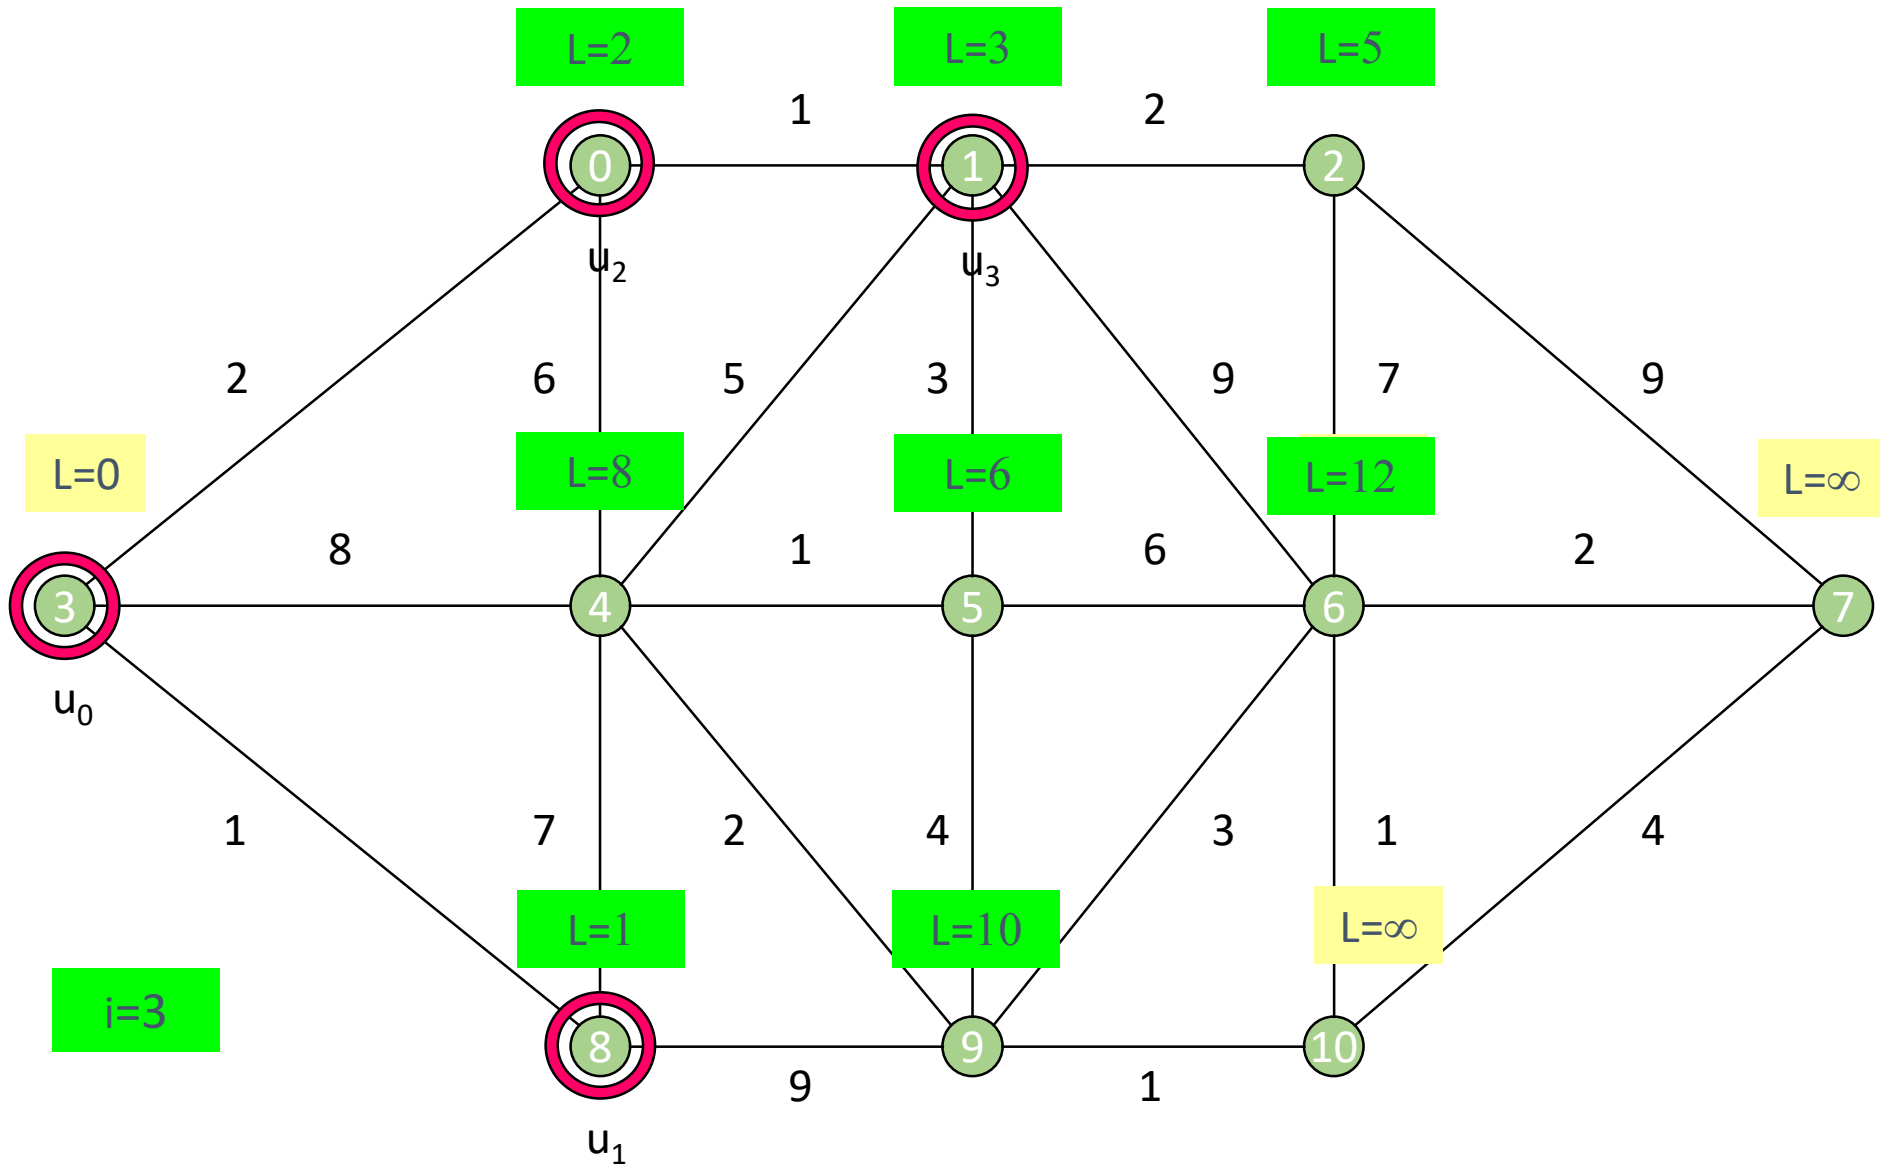 L=2 L=3 L=5
1 2
0 1 2
u2 u3
2 6 5 3 9 7 9
L=0 L=8 L=6 L=12 L=∞
8 1 6 2
3 4 5 6 7
u0
1 7 2 4 3 1 4
L=1 L=10 L=∞
i=3
8 9 10
9 1
u1